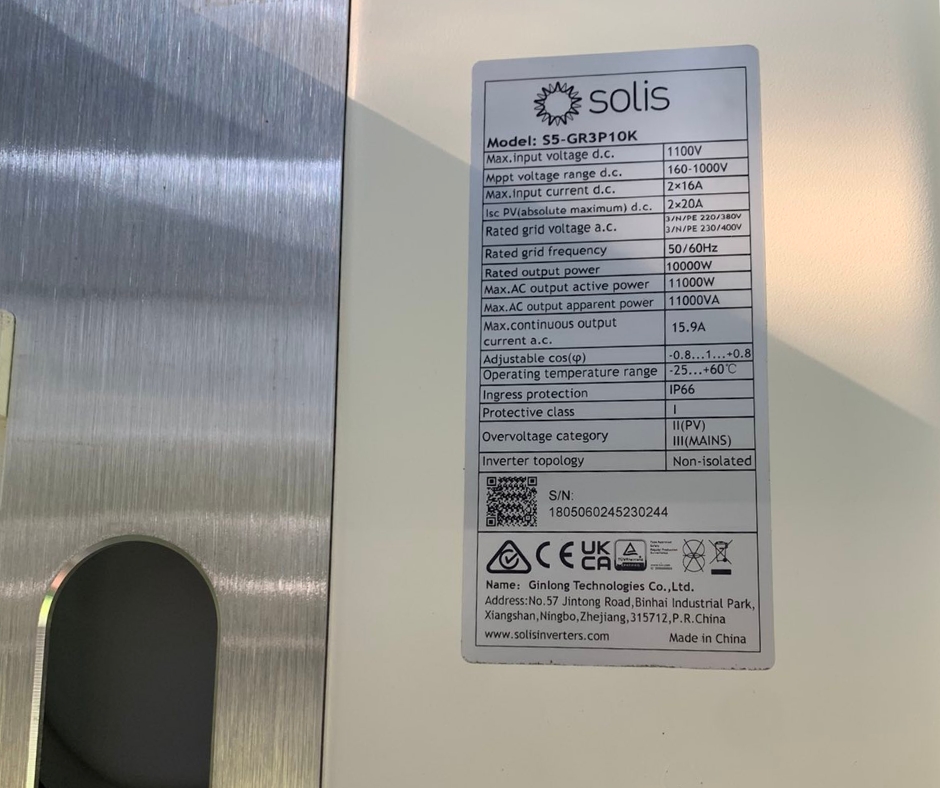 solis
Model: S5-GR3P10K
Max.input voltage d.c. 1100V
Mppt voltage range d.c. 160-1000V
Max.input current d.c. 2×16A
Isc PV(absolute maximum) d.c. 2×20A
Rated grid voltage a.c. 3/N/PE 220/380V
3/N/PE 230/400V
Rated grid frequency 50/60Hz
Rated output power 10000W
Max.AC output active power 11000W
Max.AC output apparent power 11000VA
Max.continuous output
current a.c. 15.9A
Adjustable cos(φ) -0.8...1...+0.8
Operating temperature range -25...+60℃
Ingress protection IP66
Protective class I
Overvoltage category II(PV)
III(MAINS)
Inverter topology Non-isolated
S/N:
1805060245230244
CE UK
CA
Name: Ginlong Technologies Co.,Ltd.
Address:No.57 Jintong Road,Binhai Industrial Park,
Xiangshan,Ningbo,Zhejiang,315712,P.R.China
www.solisinverters.com Made in China